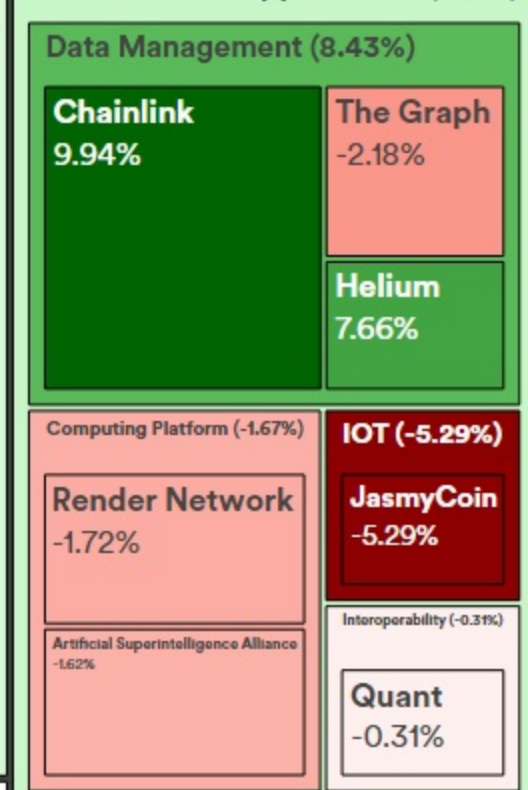 Data Management (8.43%)
Chainlink
9.94%
The Graph
-2.18%
Helium
7.66%
Computing Platform (-1.67%)
Render Network
-1.72%
Artificial Superintelligence Alliance
-1.62%
IOT (-5.29%)
JasmyCoin
-5.29%
Interoperability (-0.31%)
Quant
-0.31%